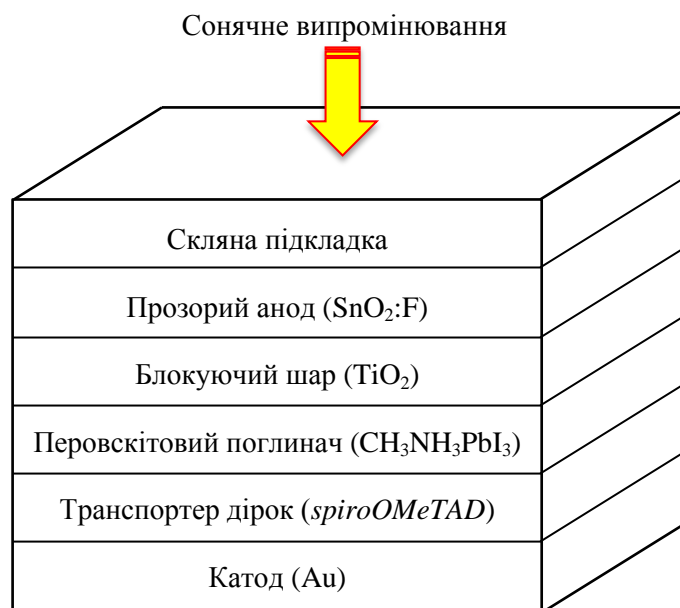 Сонячне випромінювання
Скляна підкладка
Прозорий анод (SnO₂:F)
Блокуючий шар (TiO₂)
Перовскітовий поглинач (CH₃NH₃PbI₃)
Транспортер дірок (spiroOMeTAD)
Катод (Au)